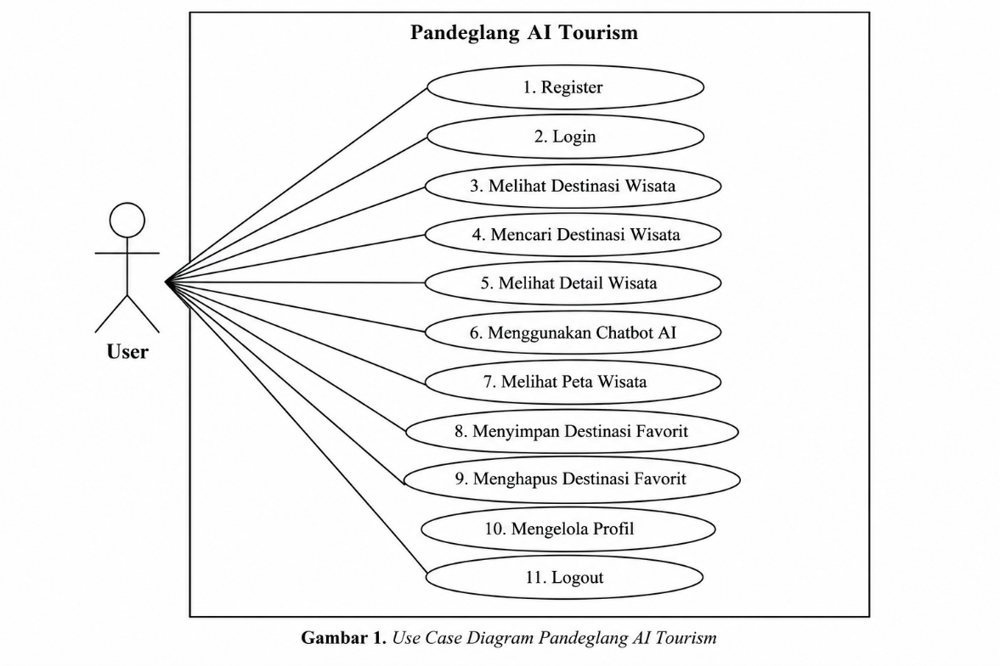 Pandeglang AI Tourism
1. Register
2. Login
3. Melihat Destinasi Wisata
4. Mencari Destinasi Wisata
5. Melihat Detail Wisata
6. Menggunakan Chatbot AI
7. Melihat Peta Wisata
8. Menyimpan Destinasi Favorit
9. Menghapus Destinasi Favorit
10. Mengelola Profil
11. Logout
User
Gambar 1. Use Case Diagram Pandeglang AI Tourism